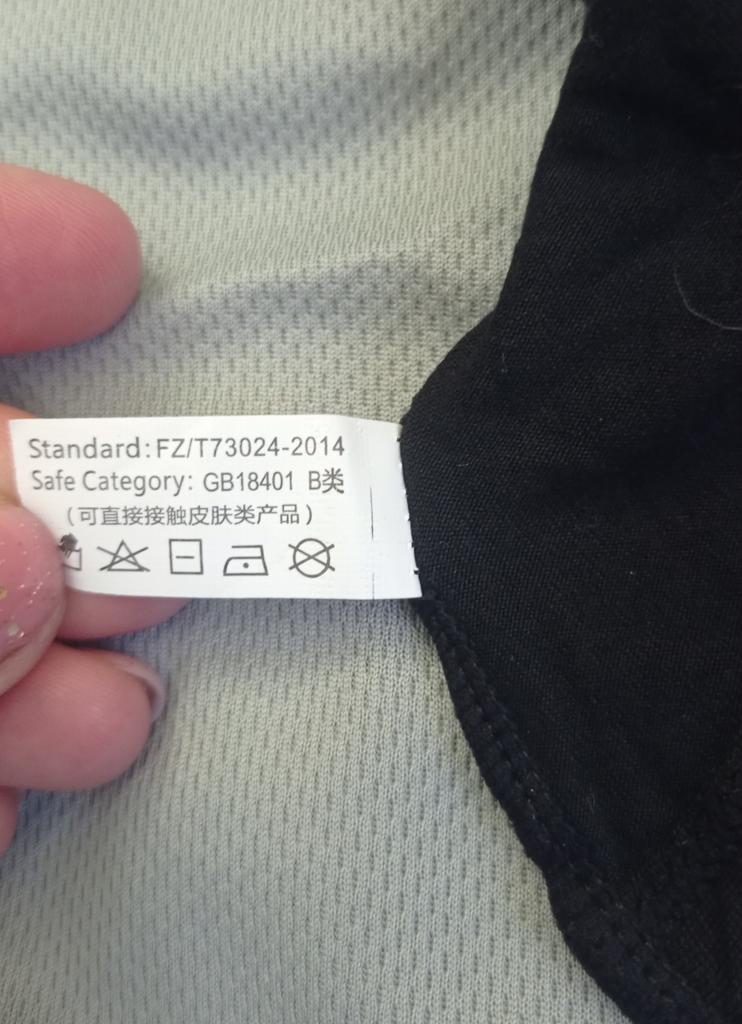 Standard: FZ/T73024-2014
Safe Category: GB18401 B类
（可直接接触皮肤类产品）